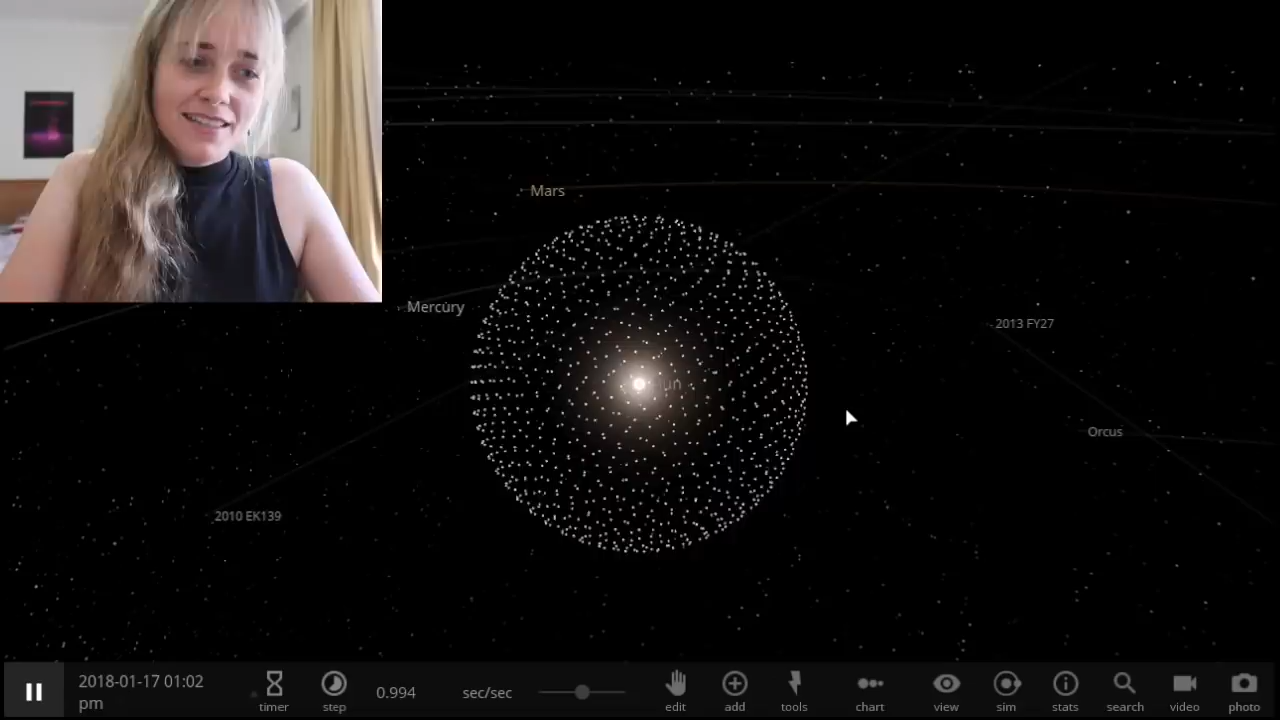 Mars
Mercury
2013 FY27
Orcus
2010 EK139
2018-01-17 01:02
pm
timer
step
0.994
sec/sec
edit
add
tools
chart
view
sim
stats
search
video
photo